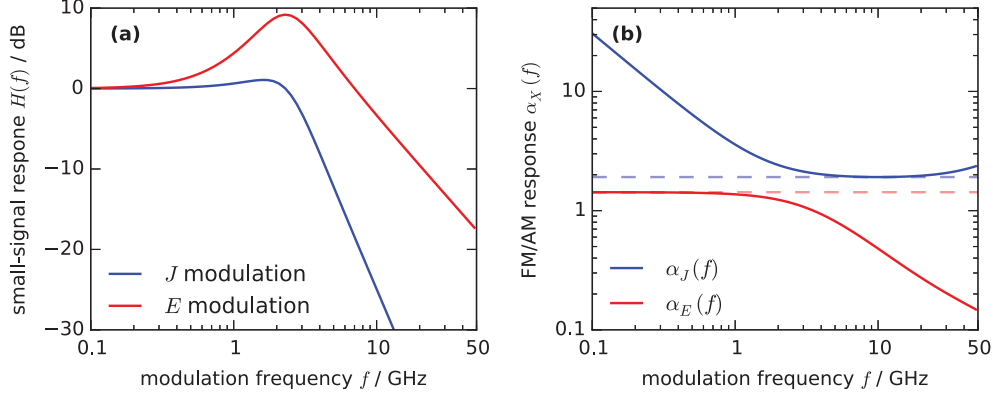 (a)
small-signal respone H(f) / dB
10
0
−10
−20
−30
J modulation
E modulation
0.1
1
10
50
modulation frequency f / GHz
(b)
FM/AM response α_X(f)
10
1
0.1
α_J(f)
α_E(f)
0.1
1
10
50
modulation frequency f / GHz